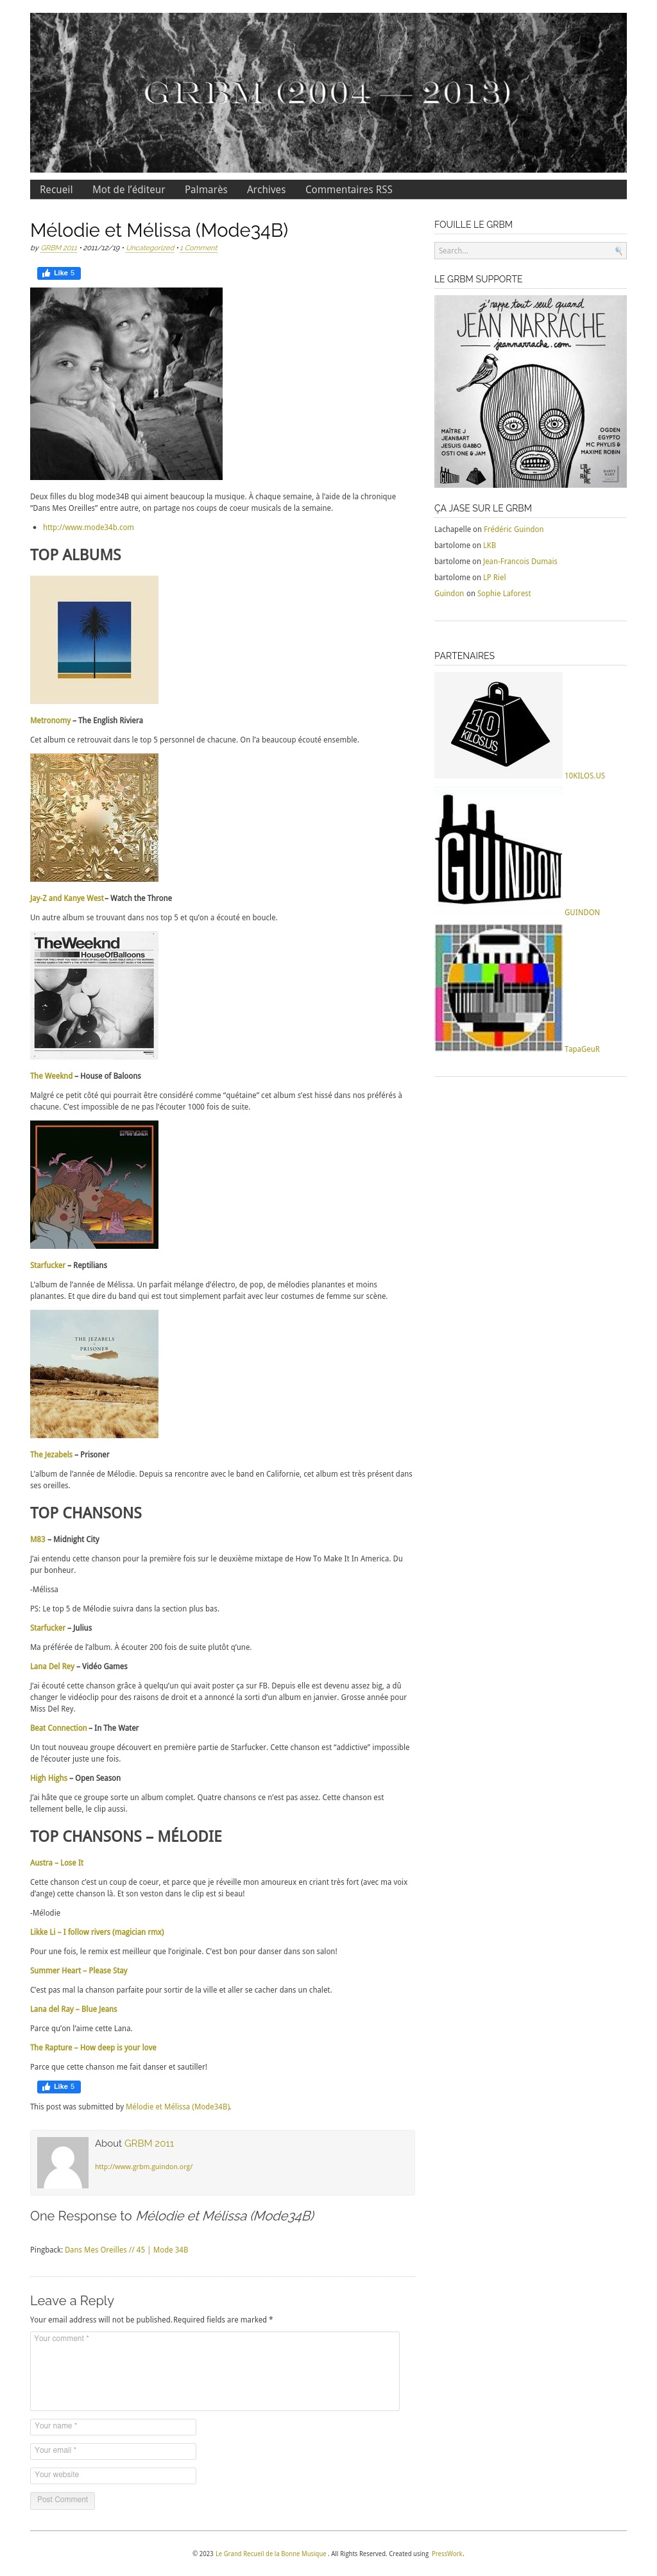 GRBM (2004 — 2013)
Recueil Mot de l'éditeur Palmarès Archives Commentaires RSS
Mélodie et Mélissa (Mode34B)
by GRBM 2011 • 2011/12/19 • Uncategorized • 1 Comment
Like 5
Deux filles du blog mode34B qui aiment beaucoup la musique. À chaque semaine, à l'aide de la chronique
“Dans Mes Oreilles” entre autre, on partage nos coups de coeur musicals de la semaine.
http://www.mode34b.com
TOP ALBUMS
Metronomy – The English Riviera
Cet album ce retrouvait dans le top 5 personnel de chacune. On l'a beaucoup écouté ensemble.
Jay-Z and Kanye West – Watch the Throne
Un autre album se trouvant dans nos top 5 et qu'on a écouté en boucle.
TheWeeknd
HouseOfBalloons
The Weeknd – House of Baloons
Malgré ce petit côté qui pourrait être considéré comme “quétaine” cet album s'est hissé dans nos préférés à
chacune. C'est impossible de ne pas l'écouter 1000 fois de suite.
Starfucker – Reptilians
L'album de l'année de Mélissa. Un parfait mélange d'électro, de pop, de mélodies planantes et moins
planantes. Et que dire du band qui est tout simplement parfait avec leur costumes de femme sur scène.
THE JEZABELS
PRISONER
The Jezabels – Prisoner
L'album de l'année de Mélodie. Depuis sa rencontre avec le band en Californie, cet album est très présent dans
ses oreilles.
TOP CHANSONS
M83 – Midnight City
J'ai entendu cette chanson pour la première fois sur le deuxième mixtape de How To Make It In America. Du
pur bonheur.
-Mélissa
PS: Le top 5 de Mélodie suivra dans la section plus bas.
Starfucker – Julius
Ma préférée de l'album. À écouter 200 fois de suite plutôt q'une.
Lana Del Rey – Vidéo Games
J'ai écouté cette chanson grâce à quelqu'un qui avait poster ça sur FB. Depuis elle est devenu assez big, a dû
changer le vidéoclip pour des raisons de droit et a annoncé la sorti d'un album en janvier. Grosse année pour
Miss Del Rey.
Beat Connection – In The Water
Un tout nouveau groupe découvert en première partie de Starfucker. Cette chanson est “addictive” impossible
de l'écouter juste une fois.
High Highs – Open Season
J'ai hâte que ce groupe sorte un album complet. Quatre chansons ce n'est pas assez. Cette chanson est
tellement belle, le clip aussi.
TOP CHANSONS – MÉLODIE
Austra – Lose It
Cette chanson c'est un coup de coeur, et parce que je réveille mon amoureux en criant très fort (avec ma voix
d'ange) cette chanson là. Et son veston dans le clip est si beau!
-Mélodie
Likke Li – I follow rivers (magician rmx)
Pour une fois, le remix est meilleur que l'originale. C'est bon pour danser dans son salon!
Summer Heart – Please Stay
C'est pas mal la chanson parfaite pour sortir de la ville et aller se cacher dans un chalet.
Lana del Ray – Blue Jeans
Parce qu'on l'aime cette Lana.
The Rapture – How deep is your love
Parce que cette chanson me fait danser et sautiller!
Like 5
This post was submitted by Mélodie et Mélissa (Mode34B).
About GRBM 2011
http://www.grbm.guindon.org/
One Response to Mélodie et Mélissa (Mode34B)
Pingback: Dans Mes Oreilles // 45 | Mode 34B
Leave a Reply
Your email address will not be published. Required fields are marked *
Your comment *
Your name *
Your email *
Your website
Post Comment
FOUILLE LE GRBM
Search...
LE GRBM SUPPORTE
j'rappe tout seul quand
JEAN NARRACHE
jeannarrache.com
MAÎTRE J
JEANBART
JESUIS GABBO
OSTI ONE & JAM
OGDEN
EGYPTO
MC PHYLIS &
MAXIME ROBIN
ÇA JASE SUR LE GRBM
Lachapelle on Frédéric Guindon
bartolome on LKB
bartolome on Jean-Francois Dumais
bartolome on LP Riel
Guindon on Sophie Laforest
PARTENAIRES
10
KILOS.US
10KILOS.US
GUINDON
GUINDON
TapaGeuR
© 2023 Le Grand Recueil de la Bonne Musique . All Rights Reserved. Created using PressWork.